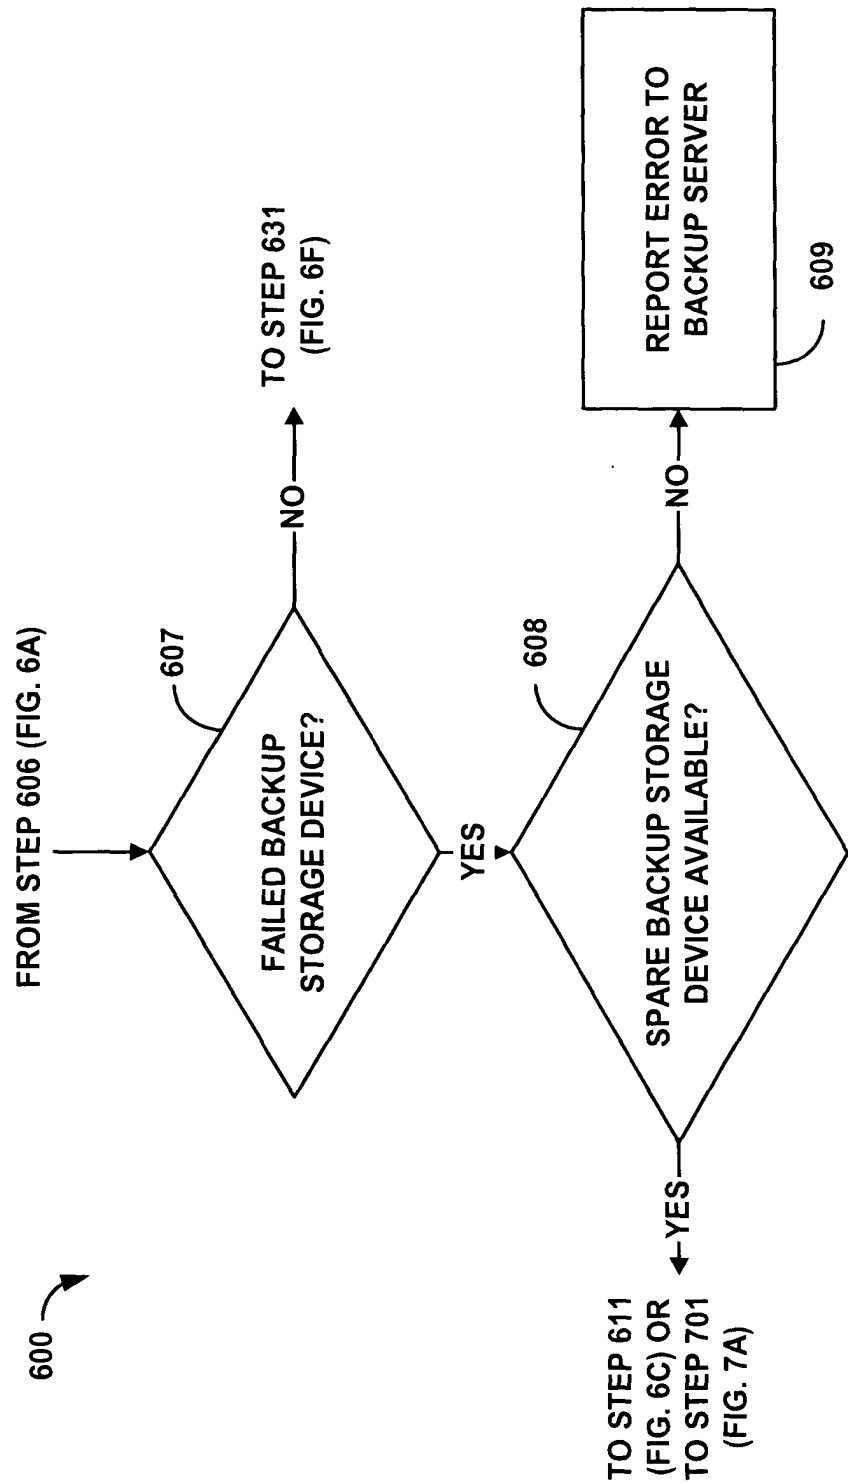 600
FROM STEP 606 (FIG. 6A)
607
FAILED BACKUP
STORAGE DEVICE?
NO
TO STEP 631
(FIG. 6F)
YES
608
SPARE BACKUP STORAGE
DEVICE AVAILABLE?
YES
TO STEP 611
(FIG. 6C) OR
TO STEP 701
(FIG. 7A)
NO
REPORT ERROR TO
BACKUP SERVER
609